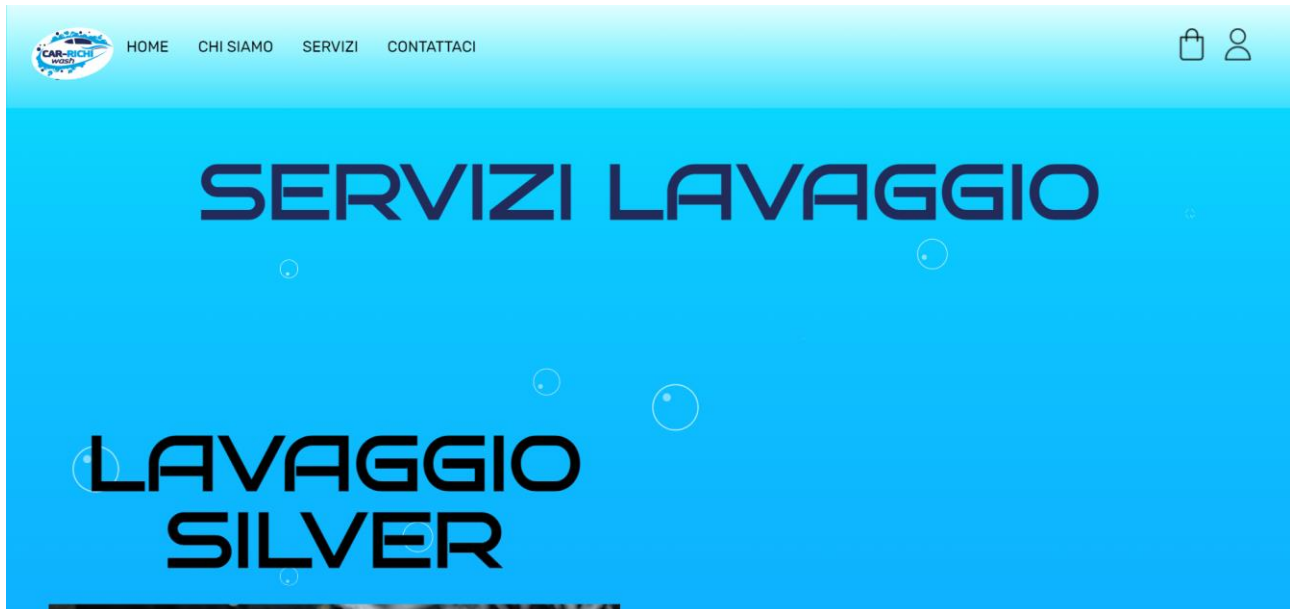 CAR-RICHI
wash
HOME CHI SIAMO SERVIZI CONTATTACI
SERVIZI LAVAGGIO
LAVAGGIO
SILVER